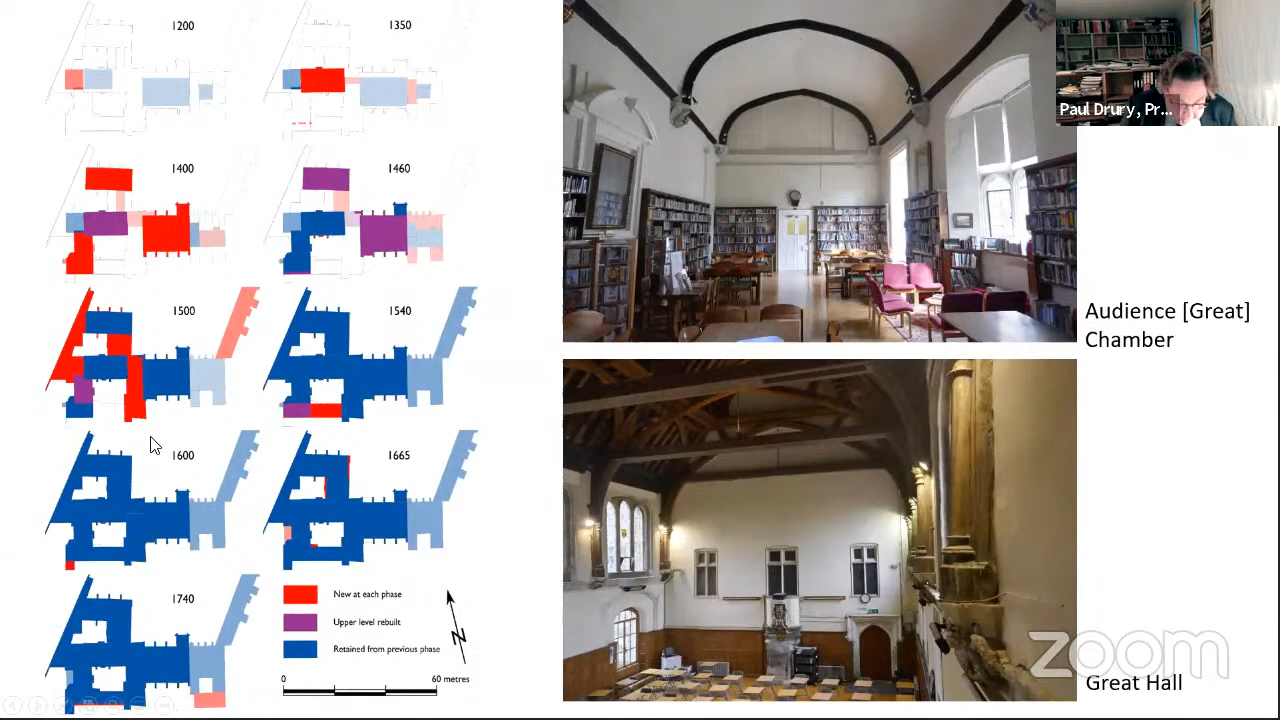 1200
1350
1400
1460
1500
1540
1600
1665
1740
New at each phase
Upper level rebuilt
Retained from previous phase
N
0
60 metres
Paul Drury, Pr...
Audience [Great]
Chamber
zoom
Great Hall